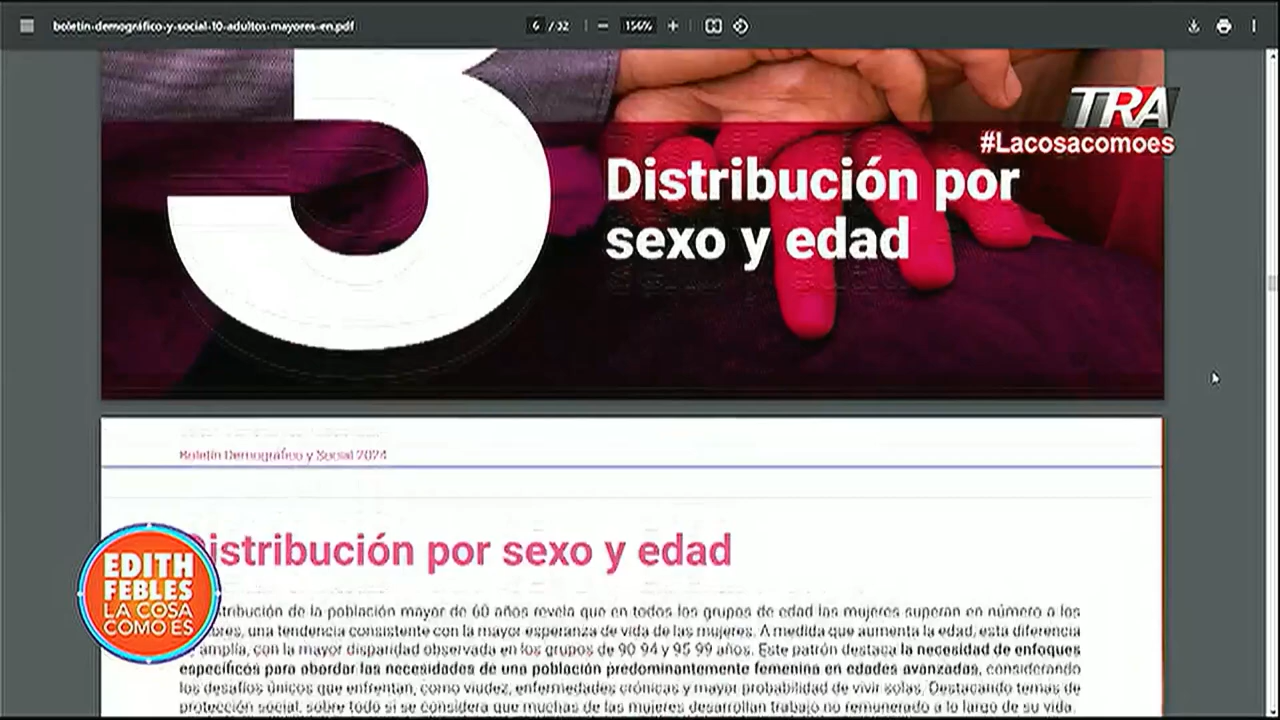 boletin-demográfico-y-social-10-adultos-mayores-en.pdf
6 / 32
156%
TRA
#Lacosacomoes
3
Distribución por
sexo y edad
Boletín Demográfico y Social 2024
Distribución por sexo y edad
tribución de la población mayor de 60 años revela que en todos los grupos de edad las mujeres superan en número a los
bres, una tendencia consistente con la mayor esperanza de vida de las mujeres. A medida que aumenta la edad, esta diferencia
amplía, con la mayor disparidad observada en los grupos de 90 94 y 95 99 años. Este patrón destaca la necesidad de enfoques
específicos para abordar las necesidades de una población predominantemente femenina en edades avanzadas, considerando
los desafíos únicos que enfrentan, como viudez, enfermedades crónicas y mayor probabilidad de vivir solas. Destacando temas de
protección social, sobre todo si se considera que muchas de las mujeres desarrollan trabajo no remunerado a lo largo de su vida.
EDITH
FEBLES
LA COSA
COMO ES